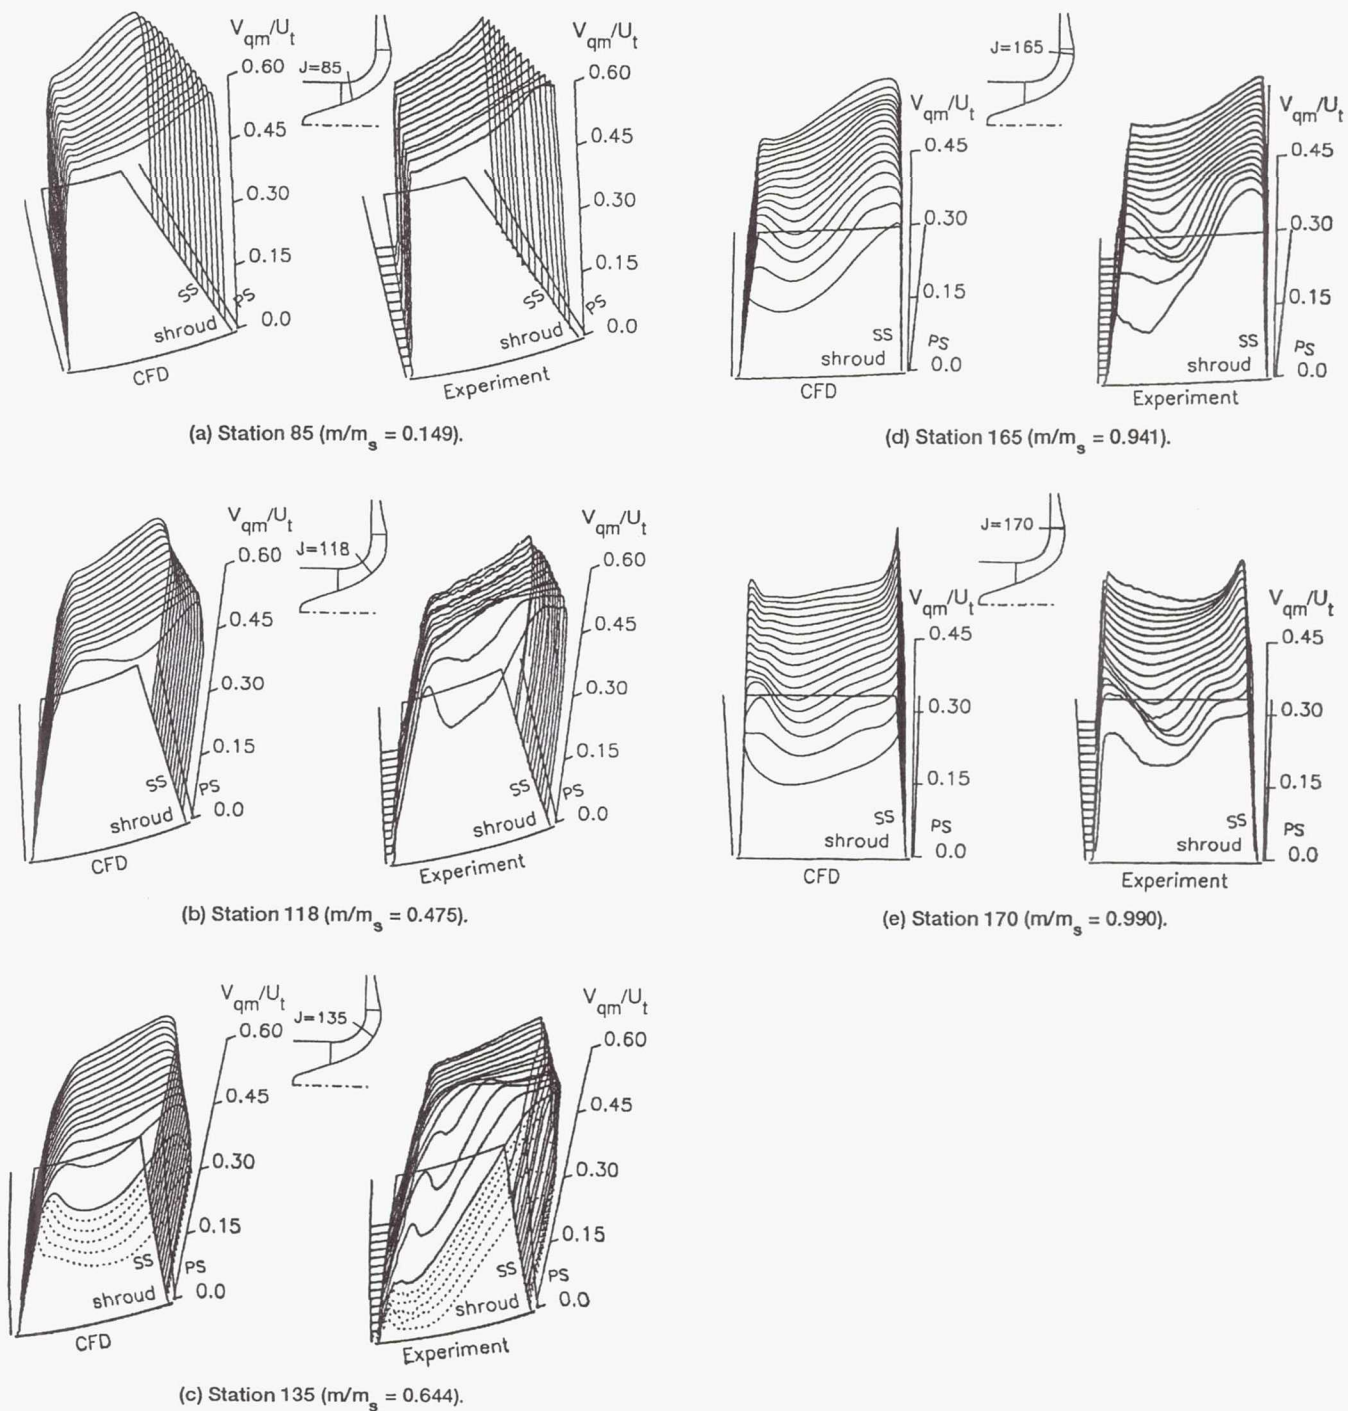 V_qm/U_t
0.60
0.45
0.30
0.15
0.0
SS
PS
shroud
CFD
J=85
V_qm/U_t
0.60
0.45
0.30
0.15
0.0
SS
PS
shroud
Experiment
(a) Station 85 (m/m_s = 0.149).
V_qm/U_t
0.60
0.45
0.30
0.15
0.0
SS
PS
shroud
CFD
J=118
V_qm/U_t
0.60
0.45
0.30
0.15
0.0
SS
PS
shroud
Experiment
(b) Station 118 (m/m_s = 0.475).
V_qm/U_t
0.60
0.45
0.30
0.15
0.0
SS
PS
shroud
CFD
J=135
V_qm/U_t
0.60
0.45
0.30
0.15
0.0
SS
PS
shroud
Experiment
(c) Station 135 (m/m_s = 0.644).
V_qm/U_t
0.45
0.30
0.15
0.0
SS
PS
shroud
CFD
J=165
V_qm/U_t
0.45
0.30
0.15
0.0
SS
PS
shroud
Experiment
(d) Station 165 (m/m_s = 0.941).
V_qm/U_t
0.45
0.30
0.15
0.0
SS
PS
shroud
CFD
J=170
V_qm/U_t
0.45
0.30
0.15
0.0
SS
PS
shroud
Experiment
(e) Station 170 (m/m_s = 0.990).